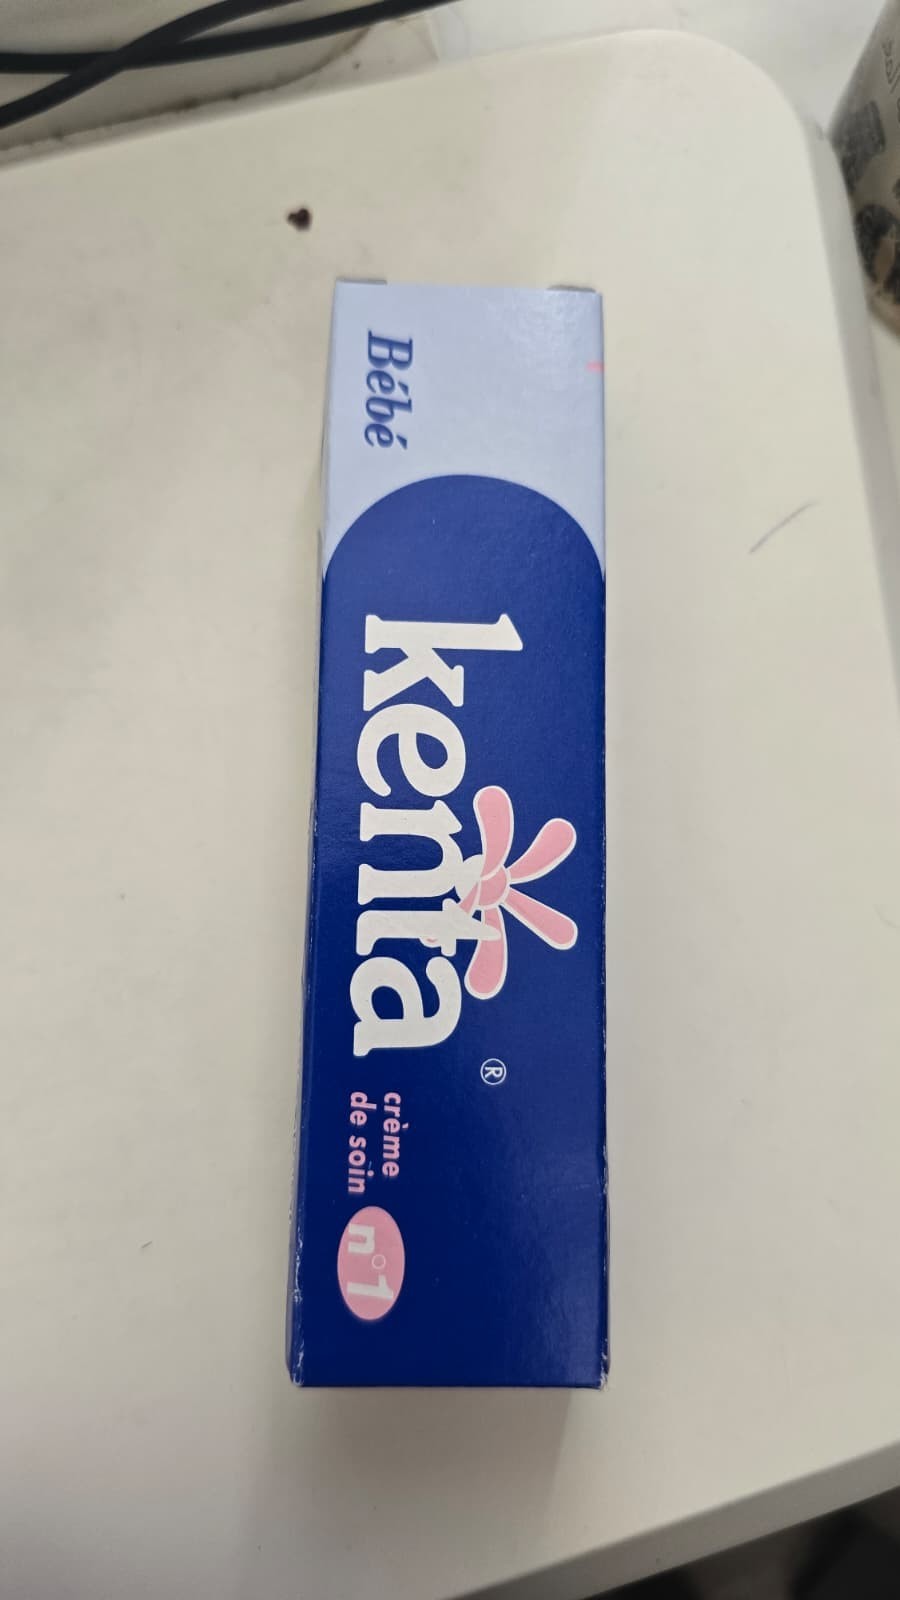 Bébé
kenta
®
crème
de soin
n°1